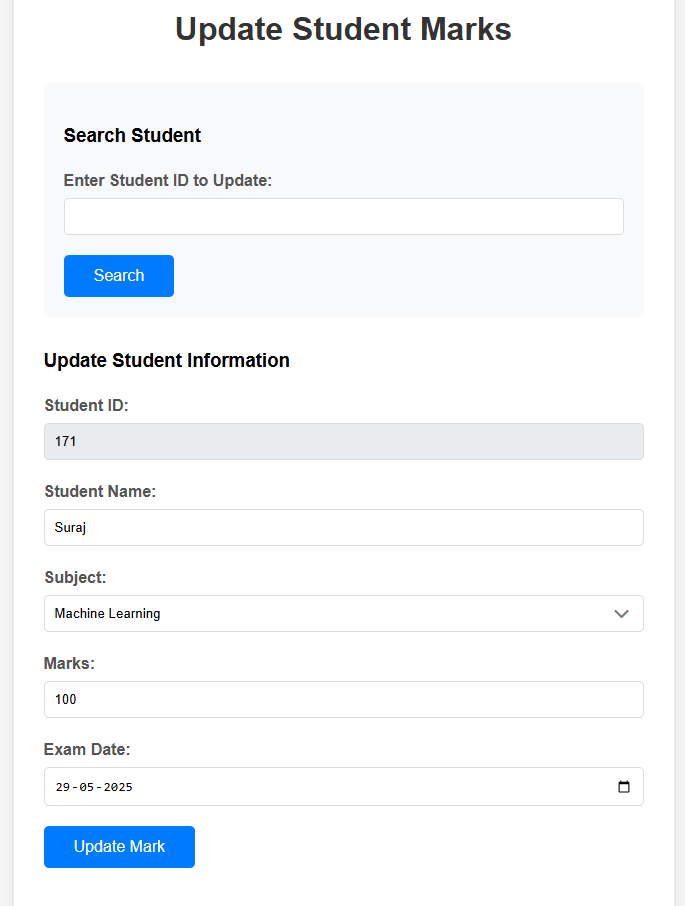 Update Student Marks
Search Student
Enter Student ID to Update:
Search
Update Student Information
Student ID:
171
Student Name:
Suraj
Subject:
Machine Learning
Marks:
100
Exam Date:
29-05-2025
Update Mark